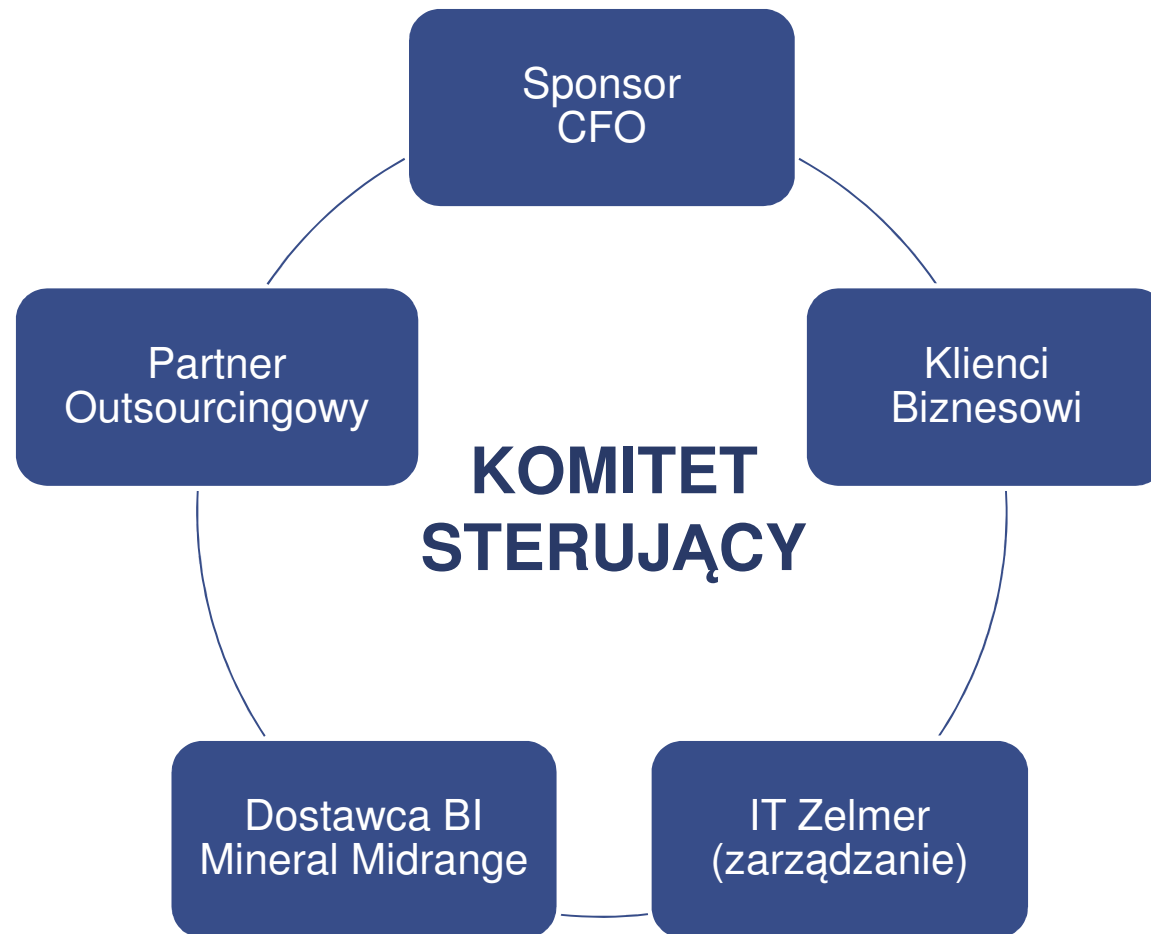 Sponsor
CFO
Partner
Outsourcingowy
Klienci
Biznesowi
KOMITET
STERUJĄCY
Dostawca BI
Mineral Midrange
IT Zelmer
(zarządzanie)